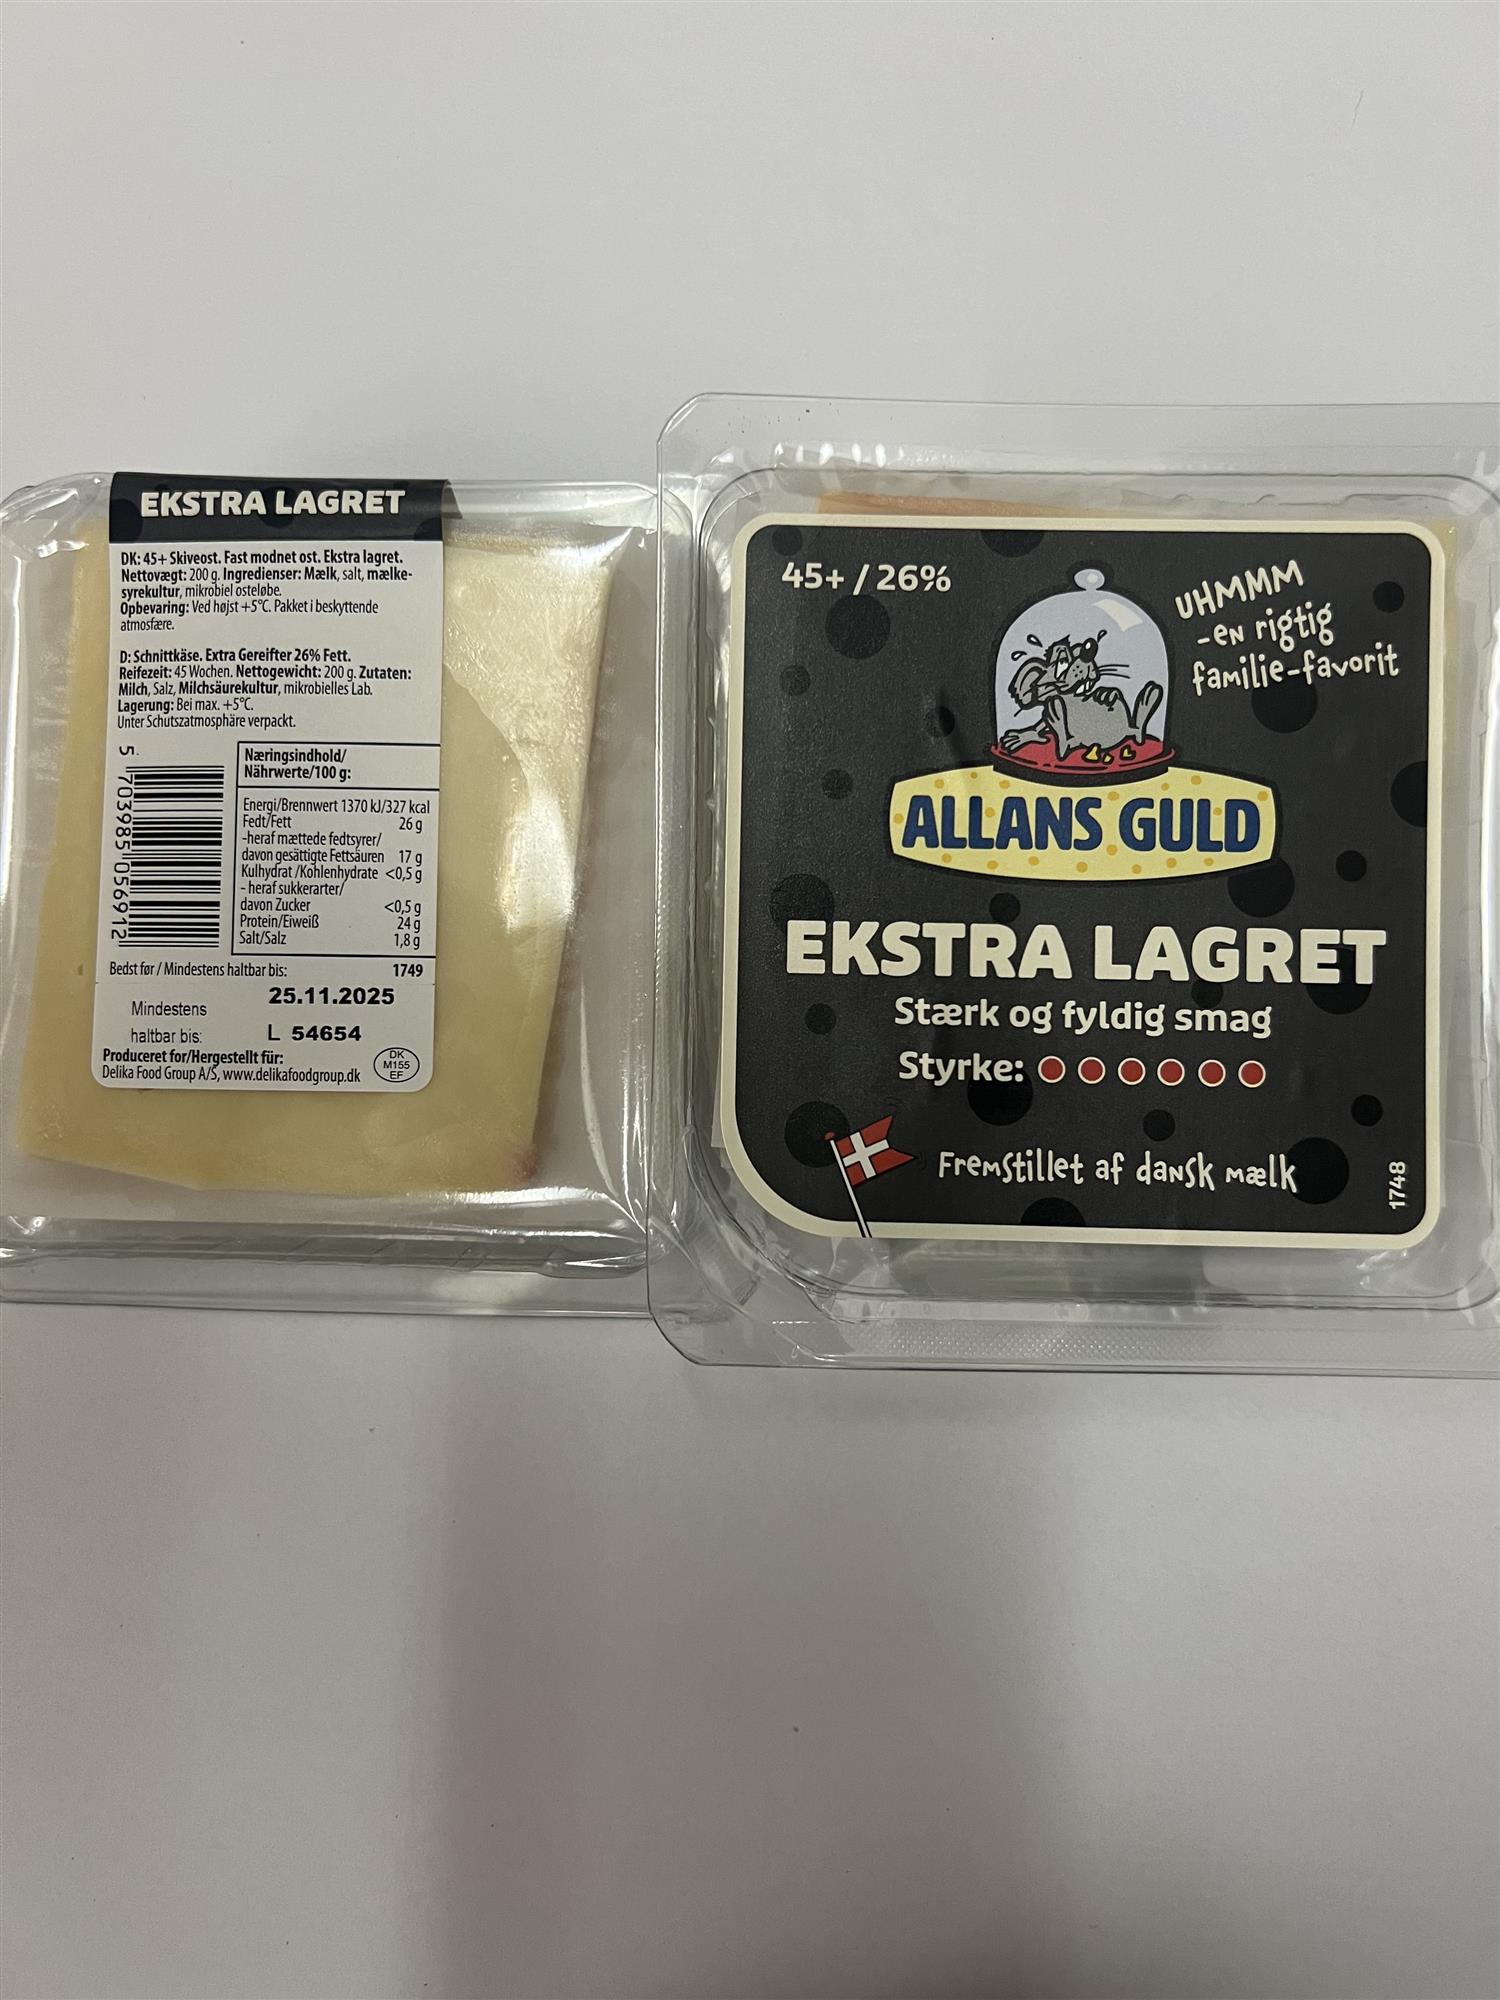 EKSTRA LAGRET
DK: 45+ Skiveost. Fast modnet ost. Ekstra lagret.
Nettovægt: 200 g. Ingredienser: Mælk, salt, mælke-
syrekultur, mikrobiel osteløbe.
Opbevaring: Ved højst +5°C. Pakket i beskyttende
atmosfære.
D: Schnittkäse. Extra Gereifter 26% Fett.
Reifezeit: 45 Wochen. Nettogewicht: 200 g. Zutaten:
Milch, Salz, Milchsäurekultur, mikrobielles Lab.
Lagerung: Bei max. +5°C.
Unter Schutzatmosphäre verpackt.
5 703985 056912
Næringsindhold/
Nährwerte/100 g:
Energi/Brennwert 1370 kJ/327 kcal
Fedt/Fett 26 g
-heraf mættede fedtsyrer/
davon gesättigte Fettsäuren 17 g
Kulhydrat /Kohlenhydrate <0,5 g
- heraf sukkerarter/
davon Zucker <0,5 g
Protein/Eiweiß 24 g
Salt/Salz 1,8 g
Bedst før / Mindestens haltbar bis: 1749
25.11.2025
Mindestens
haltbar bis: L 54654
Produceret for/Hergestellt für:
Delika Food Group A/S, www.delikafoodgroup.dk
DK
M155
EF
45+ / 26%
UHMMM
-en rigtig
familie-favorit
ALLANS GULD
EKSTRA LAGRET
Stærk og fyldig smag
Styrke:
Fremstillet af dansk mælk
1748